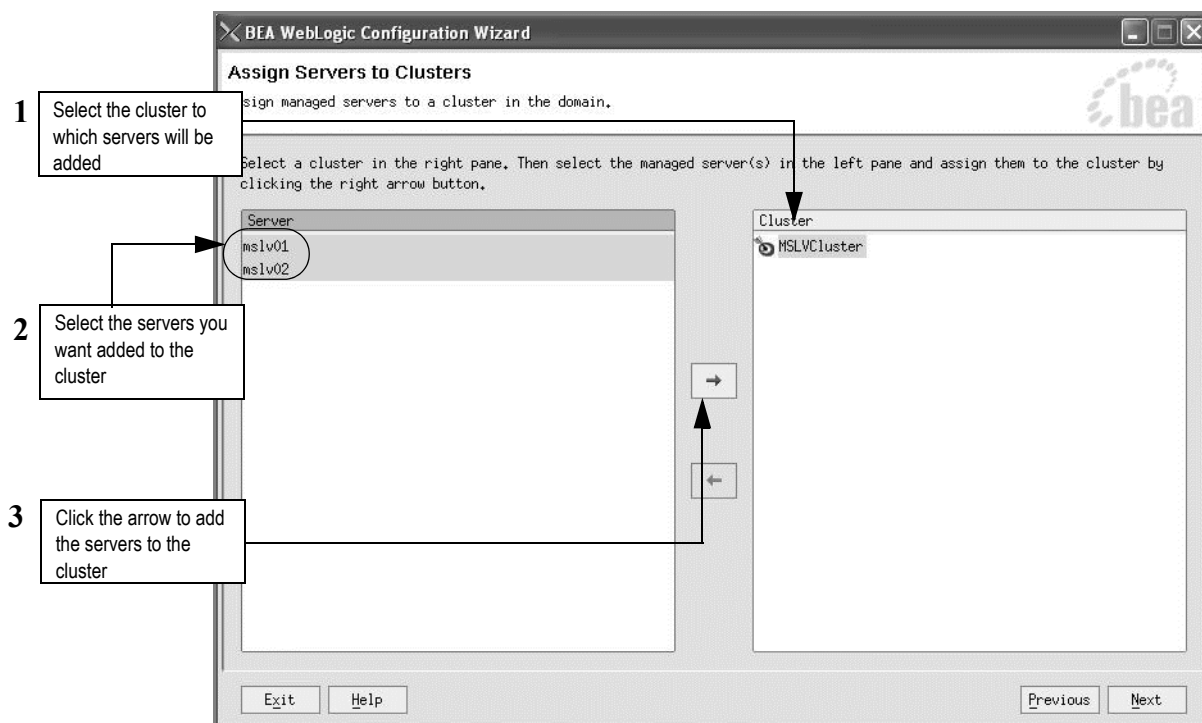 BEA WebLogic Configuration Wizard
Assign Servers to Clusters
sign managed servers to a cluster in the domain.
bea
1
Select the cluster to
which servers will be
added
Select a cluster in the right pane. Then select the managed server(s) in the left pane and assign them to the cluster by
clicking the right arrow button.
Server
mslv01
mslv02
Cluster
MSLVCluster
2
Select the servers you
want added to the
cluster
3
Click the arrow to add
the servers to the
cluster
Exit
Help
Previous
Next